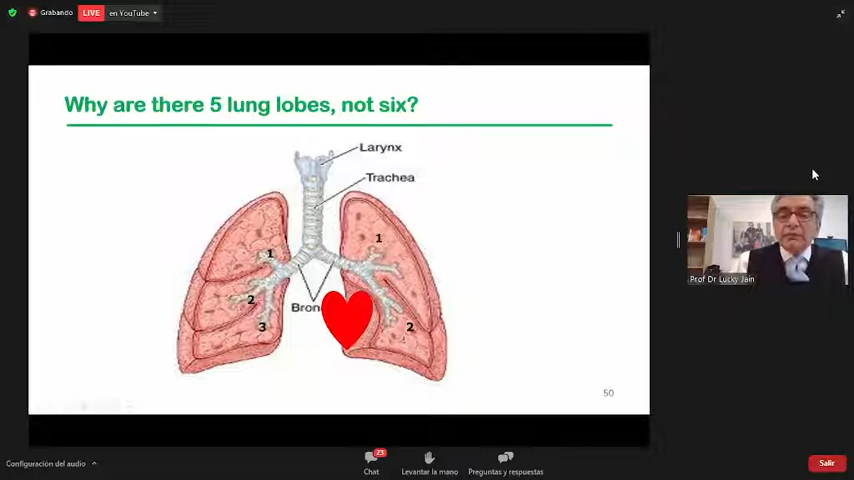 Grabando LIVE en YouTube
Why are there 5 lung lobes, not six?
Larynx
Trachea
1
1
2
Bron
3
2
Prof Dr Lucky Jain
50
Configuración del audio
23
Chat
Levantar la mano
Preguntas y respuestas
Salir